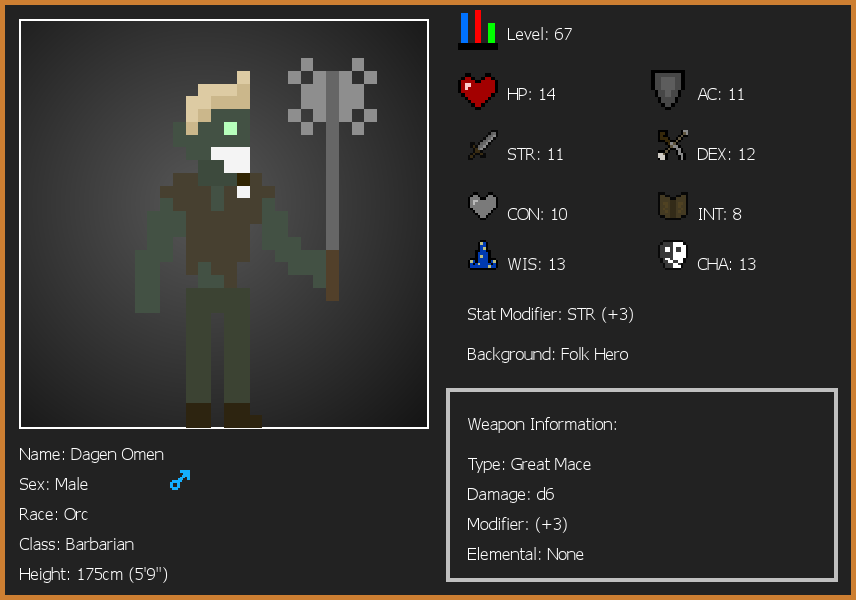 Level: 67
HP: 14
AC: 11
STR: 11
DEX: 12
CON: 10
INT: 8
WIS: 13
CHA: 13
Stat Modifier: STR (+3)
Background: Folk Hero
Weapon Information:
Type: Great Mace
Damage: d6
Modifier: (+3)
Elemental: None
Name: Dagen Omen
Sex: Male
Race: Orc
Class: Barbarian
Height: 175cm (5'9")